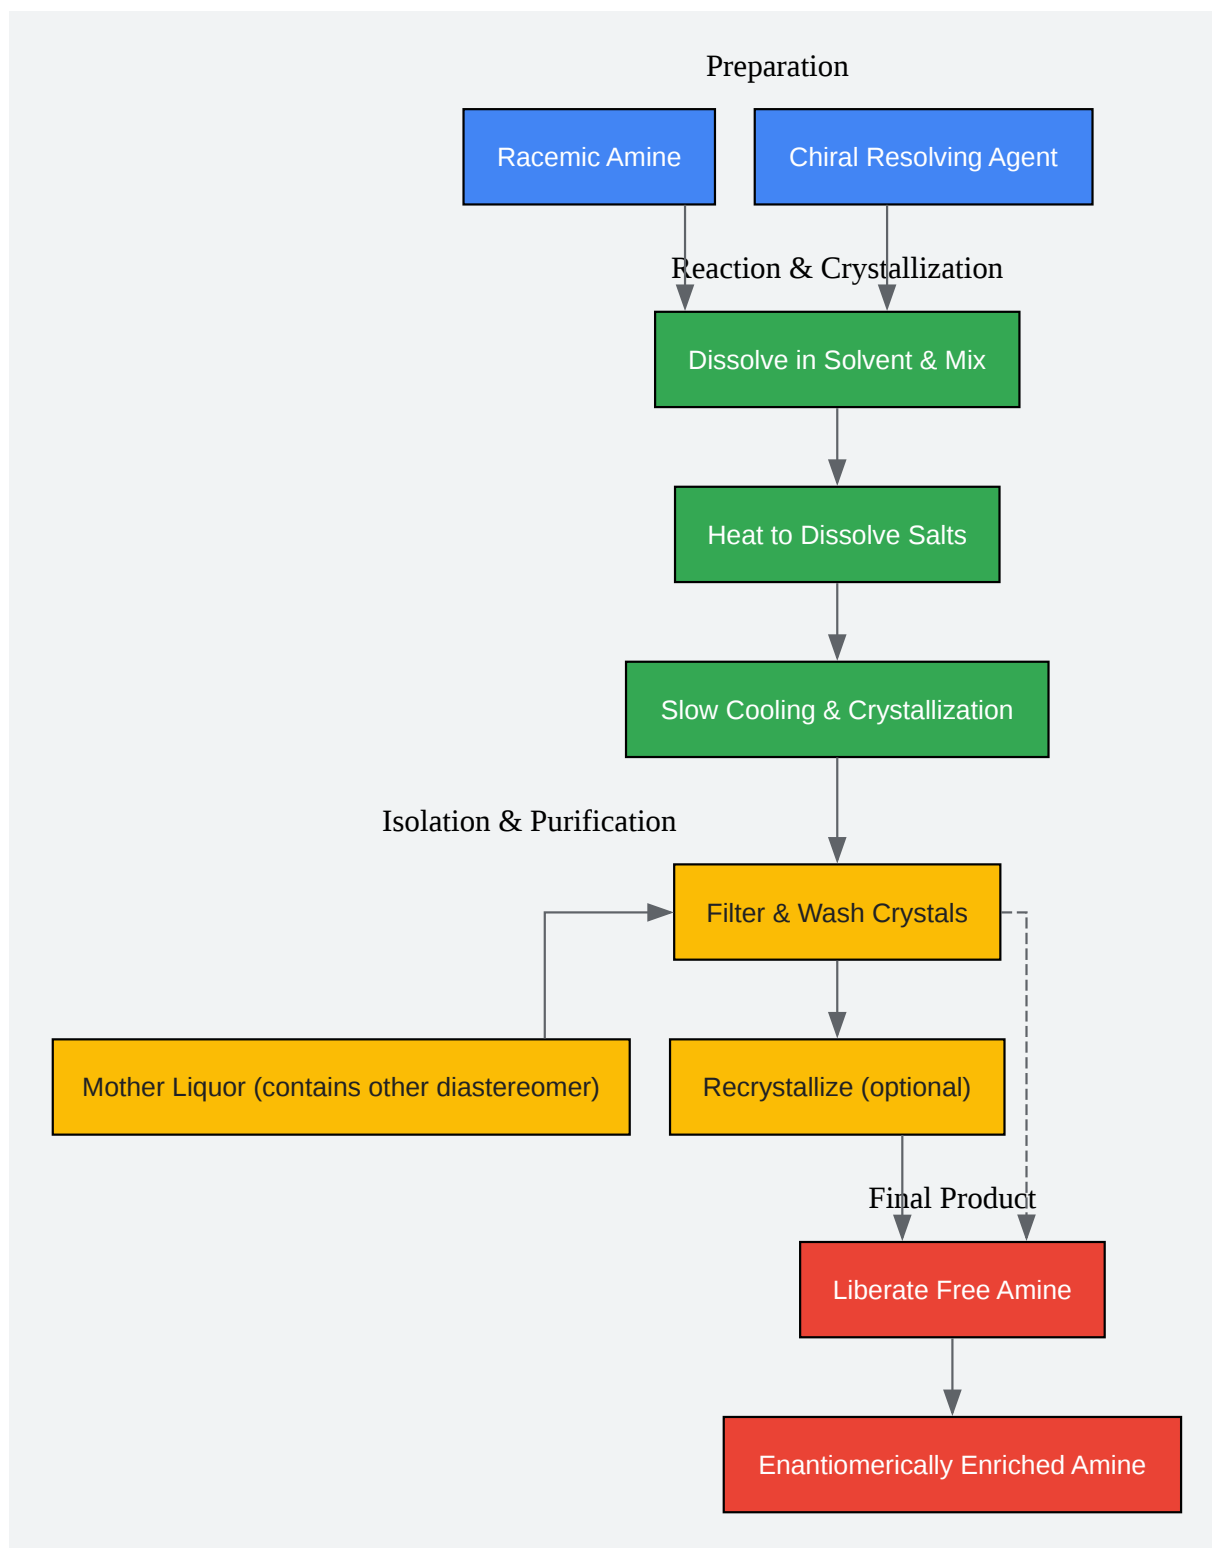 Preparation
Racemic Amine
Chiral Resolving Agent
Reaction & Crystallization
Dissolve in Solvent & Mix
Heat to Dissolve Salts
Slow Cooling & Crystallization
Isolation & Purification
Filter & Wash Crystals
Mother Liquor (contains other diastereomer)
Recrystallize (optional)
Final Product
Liberate Free Amine
Enantiomerically Enriched Amine